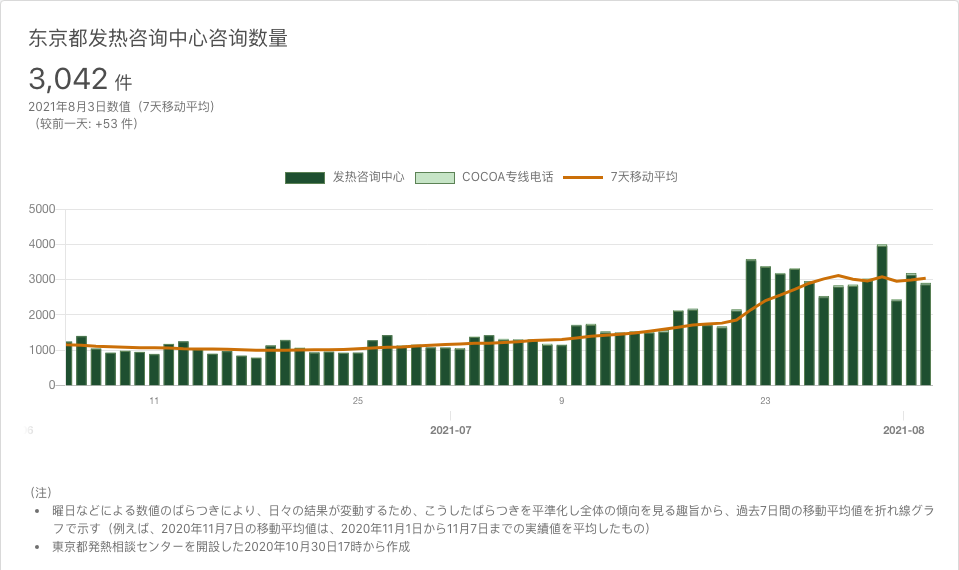 东京都发热咨询中心咨询数量
3,042 件
2021年8月3日数值（7天移动平均）
（较前一天: +53 件）
发热咨询中心 COCOA专线电话 7天移动平均
5000
4000
3000
2000
1000
0
11 25 9 23
2021-07 2021-08
（注）
• 曜日などによる数値のばらつきにより、日々の結果が変動するため、こうしたばらつきを平準化し全体の傾向を見る趣旨から、過去7日間の移動平均値を折れ線グラ
フで示す（例えば、2020年11月7日の移動平均値は、2020年11月1日から11月7日までの実績値を平均したもの）
• 東京都発熱相談センターを開設した2020年10月30日17時から作成